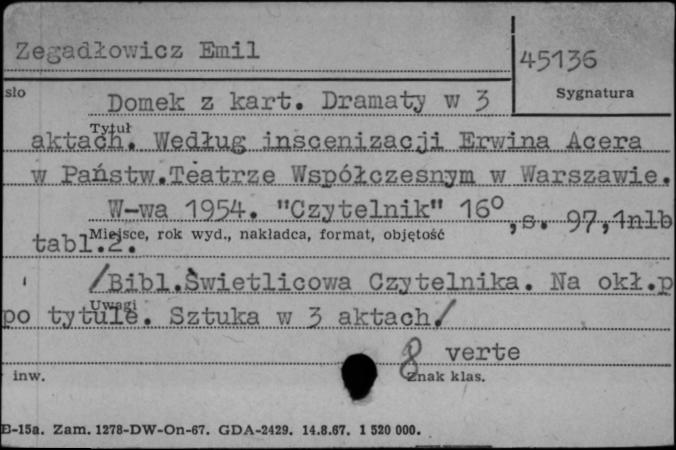 Zegadłowicz Emil
45136
sło
Sygnatura
Domek z kart. Dramaty w 3
Tytuł
aktach. Według inscenizacji Erwina Acera
w Państw.Teatrze Współczesnym w Warszawie.
W-wa 1954. "Czytelnik" 16°, s. 97,1nlb
Miejsce, rok wyd., nakładca, format, objętość
tabl.2.
/Bibl.Świetlicowa Czytelnika. Na okł.p
Uwagi
po tytule. Sztuka w 3 aktach/
8 verte
inw.
Znak klas.
E-15a. Zam. 1278-DW-On-67. GDA-2429. 14.8.67. 1 520 000.